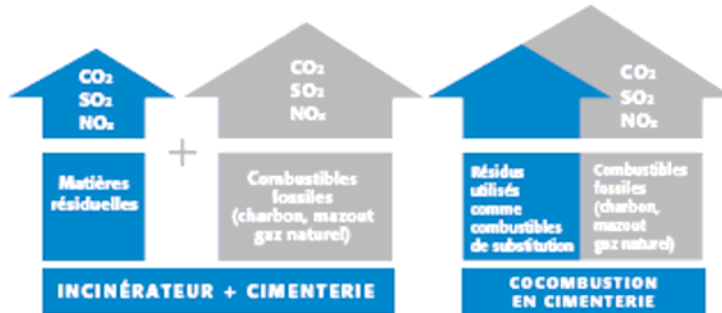 CO₂
SO₂
NOₓ
+
CO₂
SO₂
NOₓ
CO₂
SO₂
NOₓ
Matières
résiduelles
Combustibles
fossiles
(charbon, mazout
gaz naturel)
Résidus
utilisés
comme
combustibles
de substitution
Combustibles
fossiles
(charbon,
mazout
gaz naturel)
INCINÉRATEUR + CIMENTERIE
COCOMBUSTION
EN CIMENTERIE